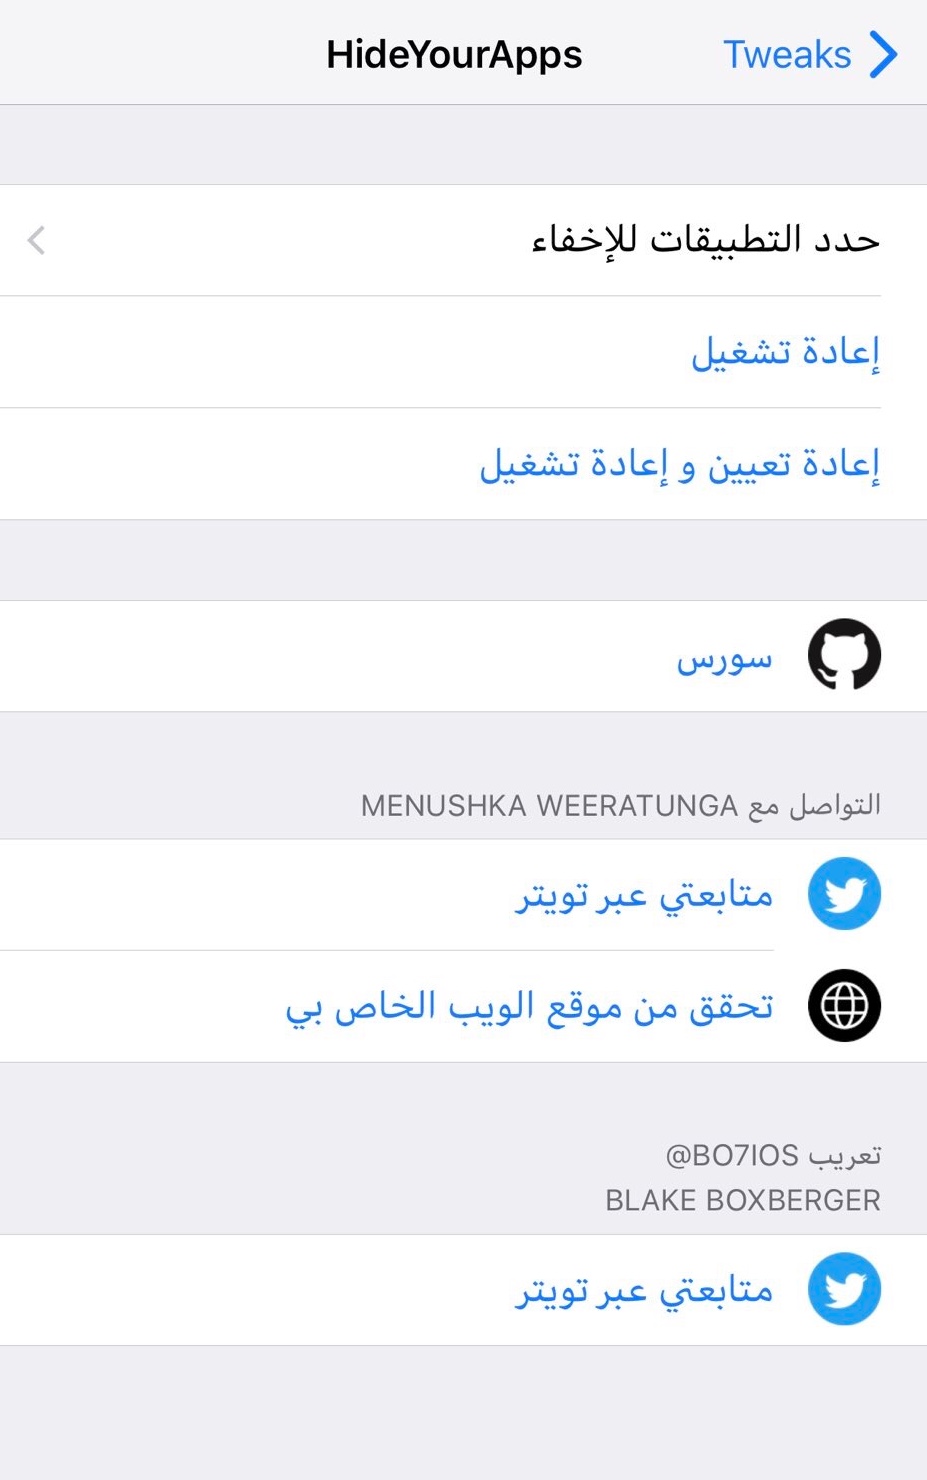 HideYourApps
Tweaks
حدد التطبيقات للإخفاء
إعادة تشغيل
إعادة تعيين و إعادة تشغيل
سورس
التواصل مع MENUSHKA WEERATUNGA
متابعتي عبر تويتر
تحقق من موقع الويب الخاص بي
تعريب @BO7IOS
BLAKE BOXBERGER
متابعتي عبر تويتر